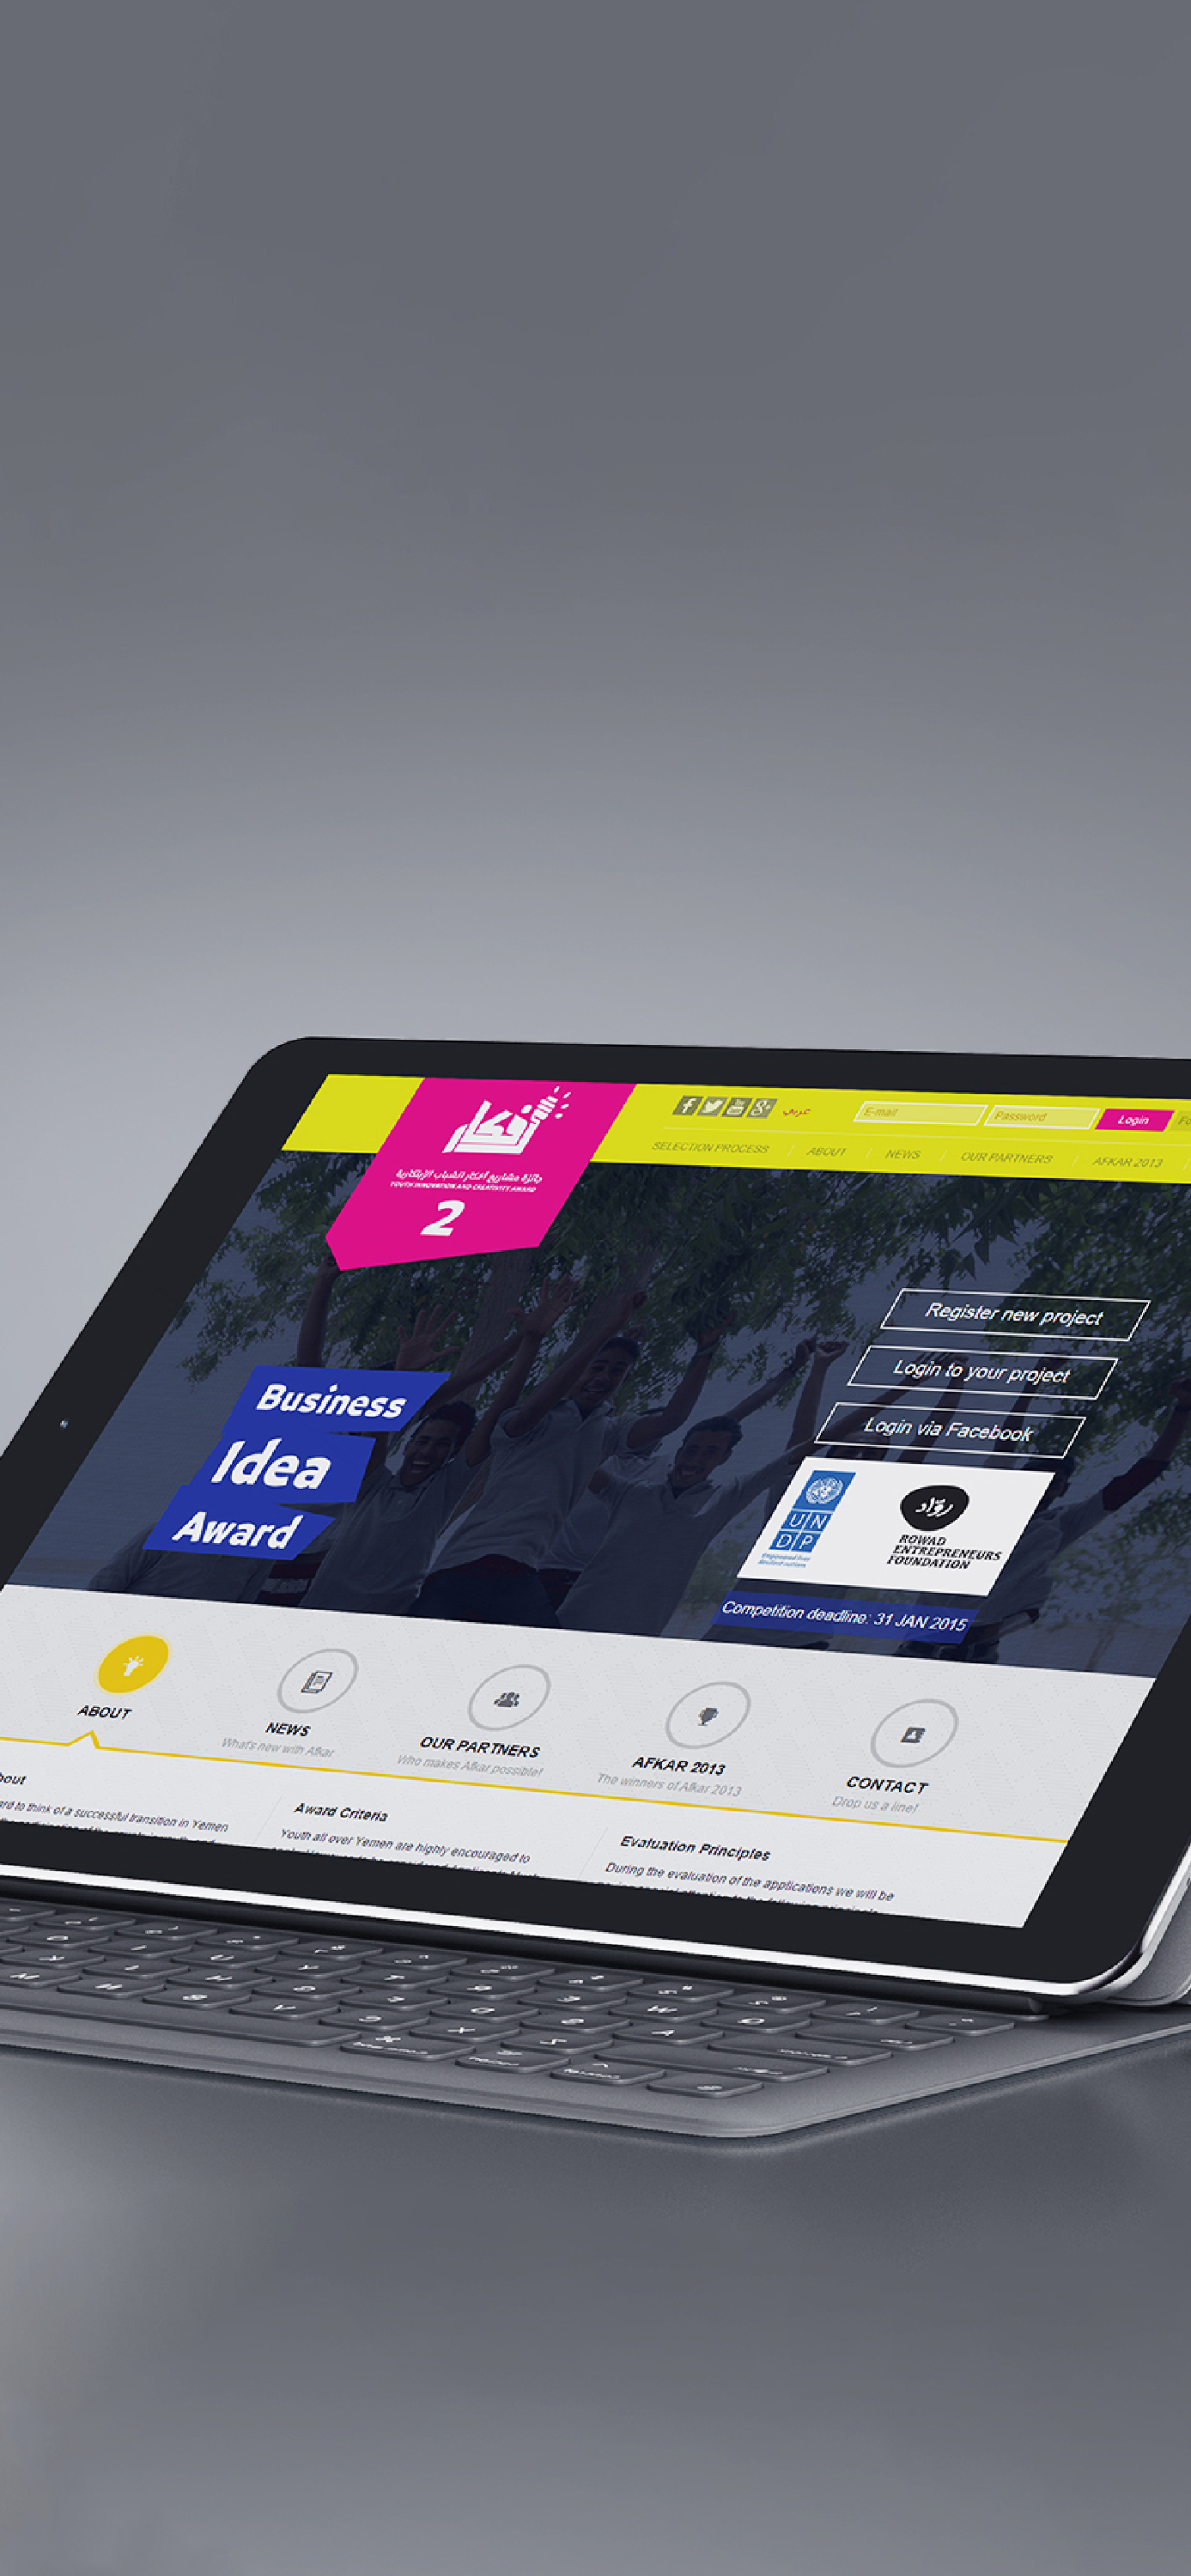 أفكار
عربي
E-mail
Password
Login
SELECTION PROCESS / ABOUT / NEWS / OUR PARTNERS / AFKAR 2013 /
جائزة مشاريع أفكار الشباب الإبتكارية
YOUTH INNOVATION AND CREATIVITY AWARD
2
Register new project
Login to your project
Login via Facebook
Business
Idea
Award
UN
DP
Empowered lives.
Resilient nations.
روّاد
ROWAD
ENTREPRENEURS
FOUNDATION
Competition deadline: 31 JAN 2015
ABOUT
NEWS
What's new with Afkar
OUR PARTNERS
Who makes Afkar possible!
AFKAR 2013
The winners of Afkar 2013
CONTACT
Drop us a line!
to think of a successful transition in Yemen
Award Criteria
Youth all over Yemen are highly encouraged to
Evaluation Principles
During the evaluation of the applications we will be